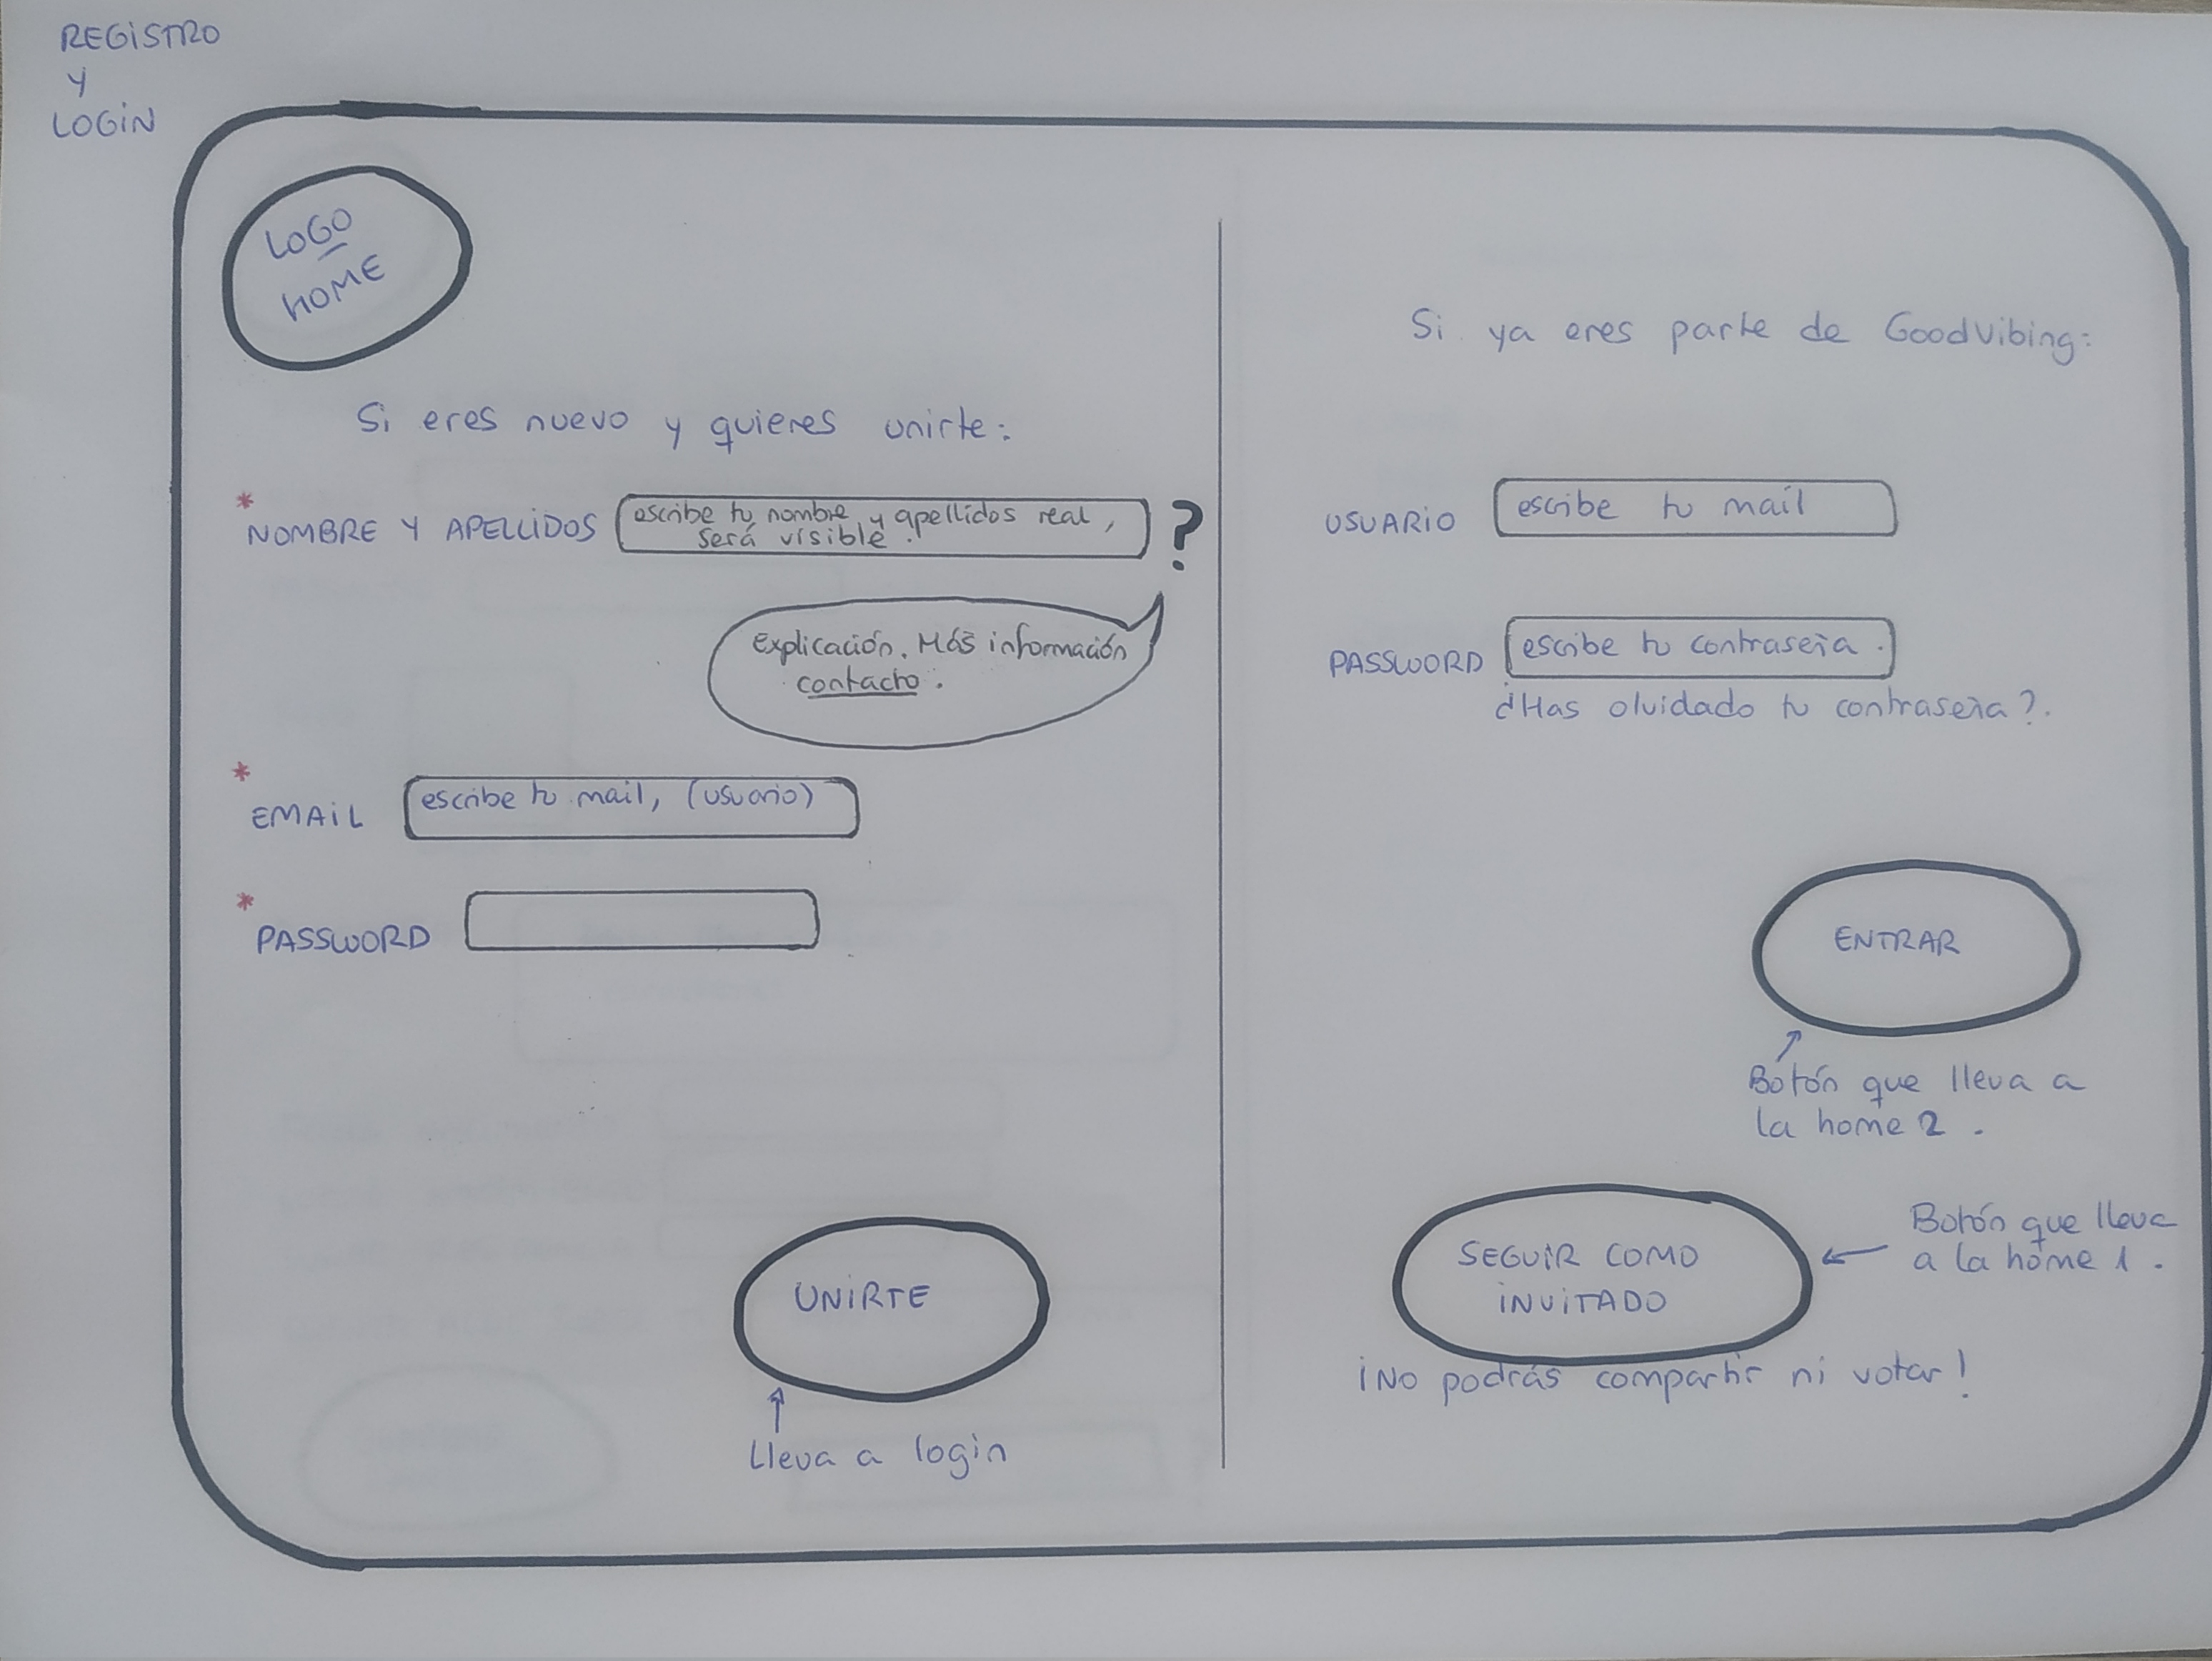 REGISTRO
Y
LOGIN
LOGO
HOME
Si eres nuevo y quieres unirte:
*
NOMBRE Y APELLIDOS
escribe tu nombre y apellidos real,
será visible.
?
Explicación. Más información
contacto.
*
EMAIL
escribe tu mail, (usuario)
*
PASSWORD
UNIRTE
Lleva a login
Si ya eres parte de Goodvibing:
USUARIO
escribe tu mail
PASSWORD
escribe tu contraseña.
¿Has olvidado tu contraseña?.
ENTRAR
Botón que lleva a
la home 2.
SEGUIR COMO
INVITADO
Botón que lleva
a la home 1.
¡No podrás compartir ni votar!